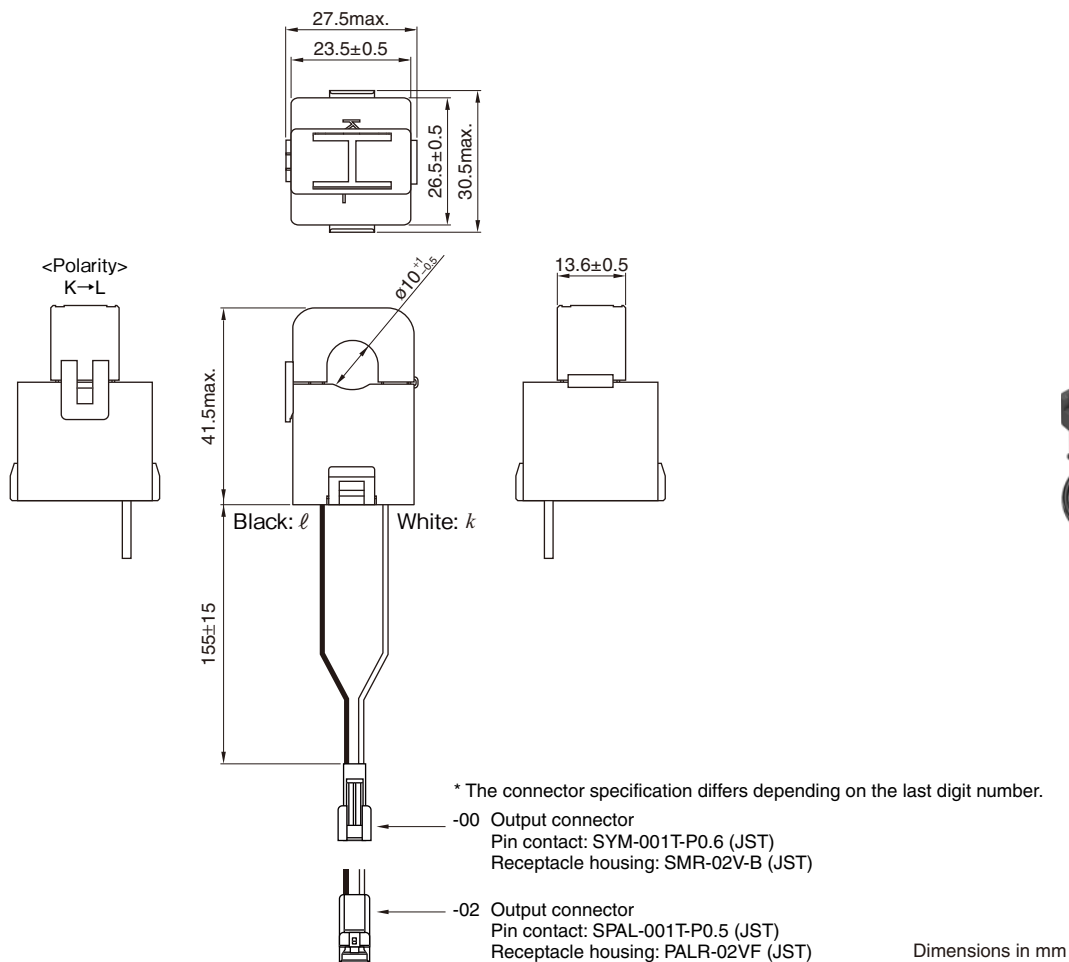 27.5max.
23.5±0.5
K
26.5±0.5
30.5max.
<Polarity>
K→L
ø10 +1 -0.5
13.6±0.5
41.5max.
Black: ℓ
White: k
155±15
* The connector specification differs depending on the last digit number.
-00 Output connector
Pin contact: SYM-001T-P0.6 (JST)
Receptacle housing: SMR-02V-B (JST)
-02 Output connector
Pin contact: SPAL-001T-P0.5 (JST)
Receptacle housing: PALR-02VF (JST)
Dimensions in mm